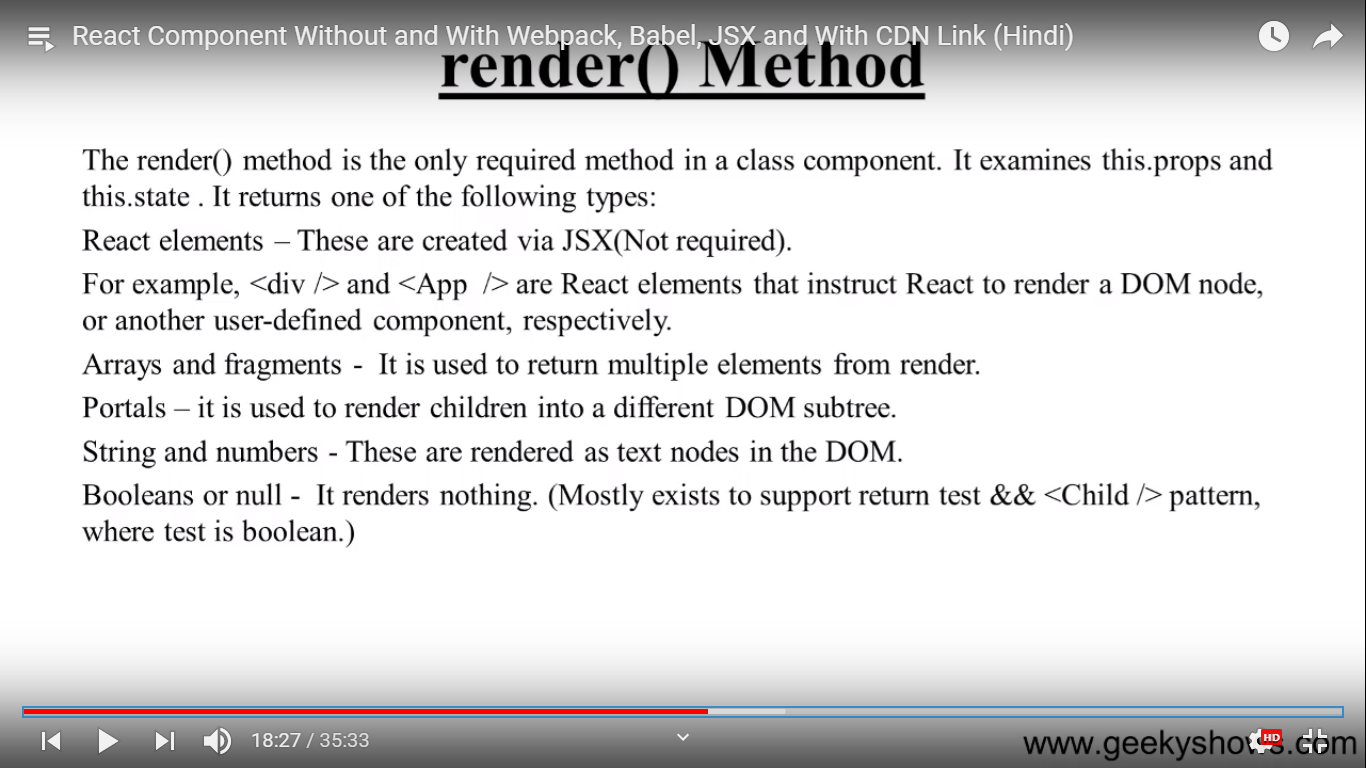 React Component Without and With Webpack, Babel, JSX and With CDN Link (Hindi)
render() Method
The render() method is the only required method in a class component. It examines this.props and
this.state . It returns one of the following types:
React elements – These are created via JSX(Not required).
For example, <div /> and <App  /> are React elements that instruct React to render a DOM node,
or another user-defined component, respectively.
Arrays and fragments -  It is used to return multiple elements from render.
Portals – it is used to render children into a different DOM subtree.
String and numbers - These are rendered as text nodes in the DOM.
Booleans or null -  It renders nothing. (Mostly exists to support return test && <Child /> pattern,
where test is boolean.)
18:27 / 35:33
HD
www.geekyshows.com